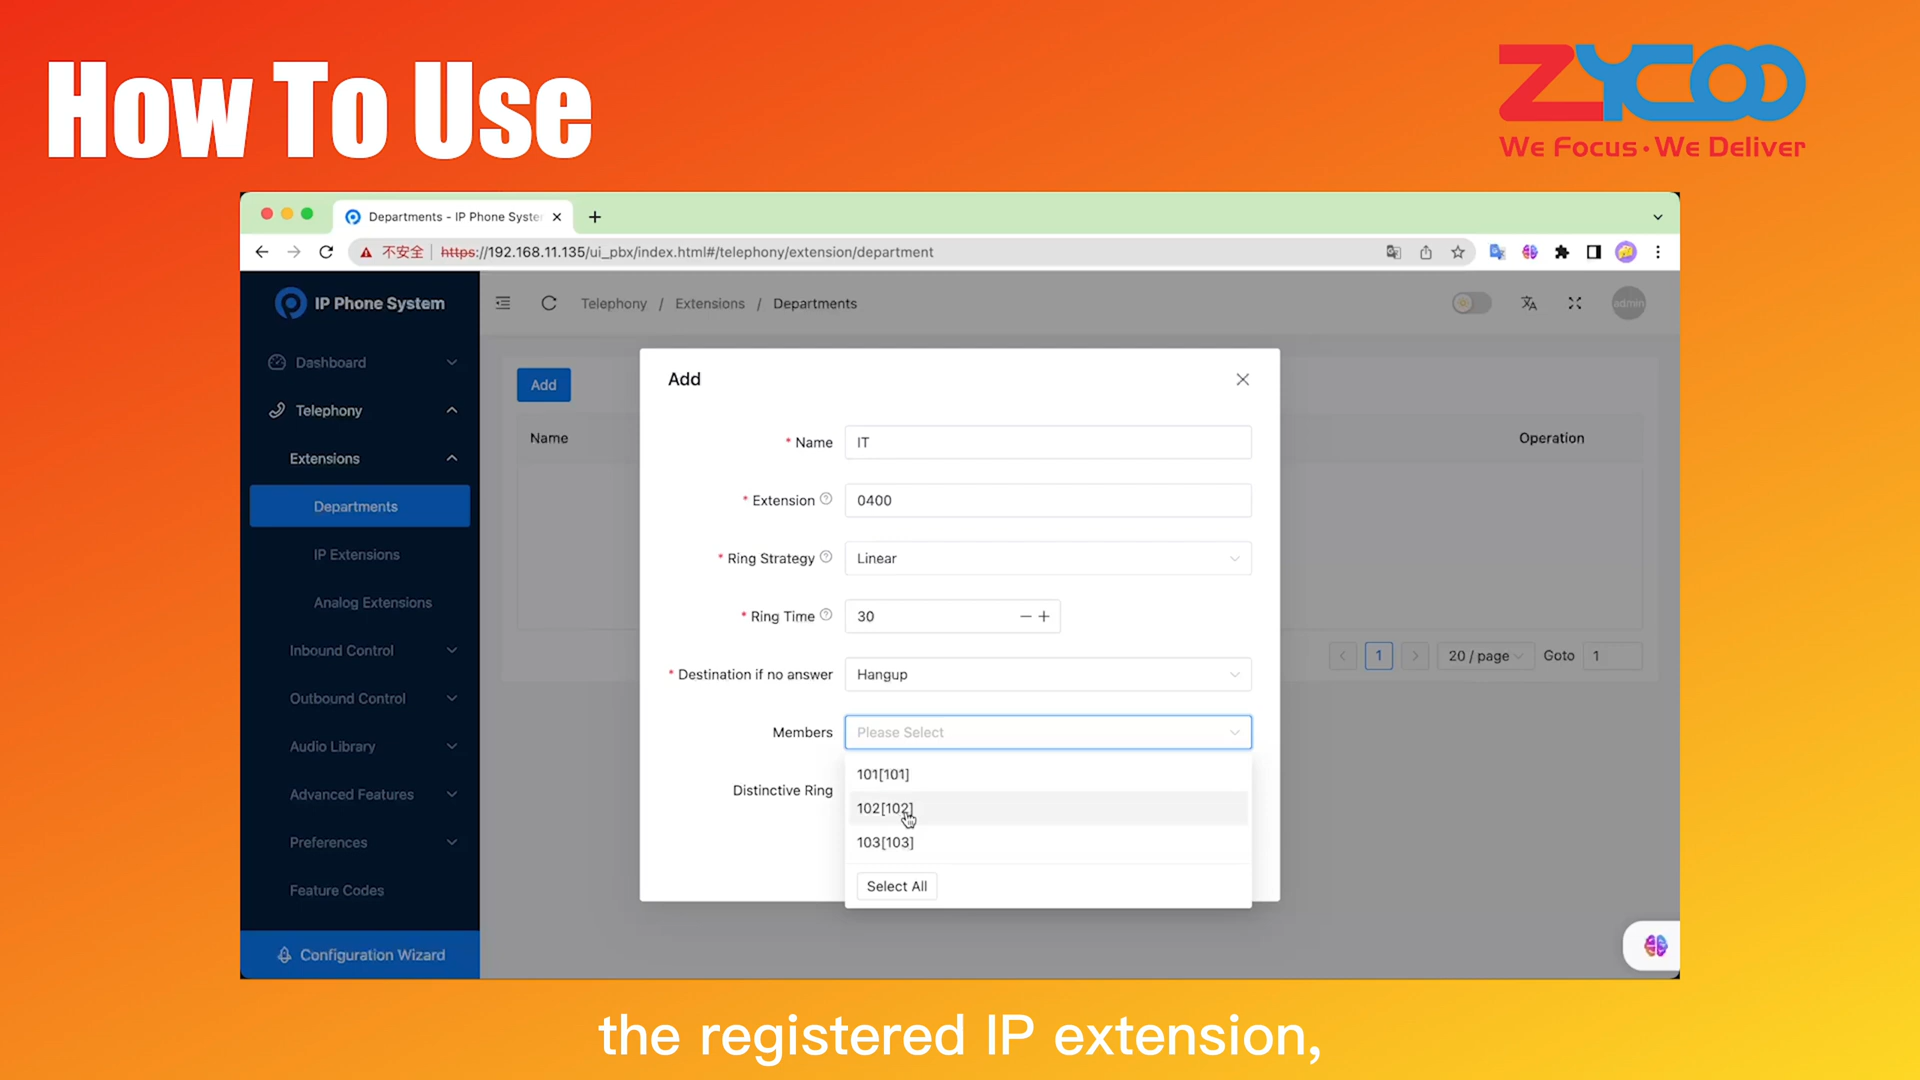 How To Use
ZYCOO
We Focus • We Deliver
Departments - IP Phone Syste
不安全 https://192.168.11.135/ui_pbx/index.html#/telephony/extension/department
IP Phone System
Telephony / Extensions / Departments
admin
Dashboard
Telephony
Extensions
Departments
IP Extensions
Analog Extensions
Inbound Control
Outbound Control
Audio Library
Advanced Features
Preferences
Feature Codes
Configuration Wizard
Add
Name
Operation
1
20 / page
Goto
1
Add
* Name
IT
* Extension
0400
* Ring Strategy
Linear
* Ring Time
30
* Destination if no answer
Hangup
Members
Please Select
Distinctive Ring
101[101]
102[102]
103[103]
Select All
the registered IP extension,